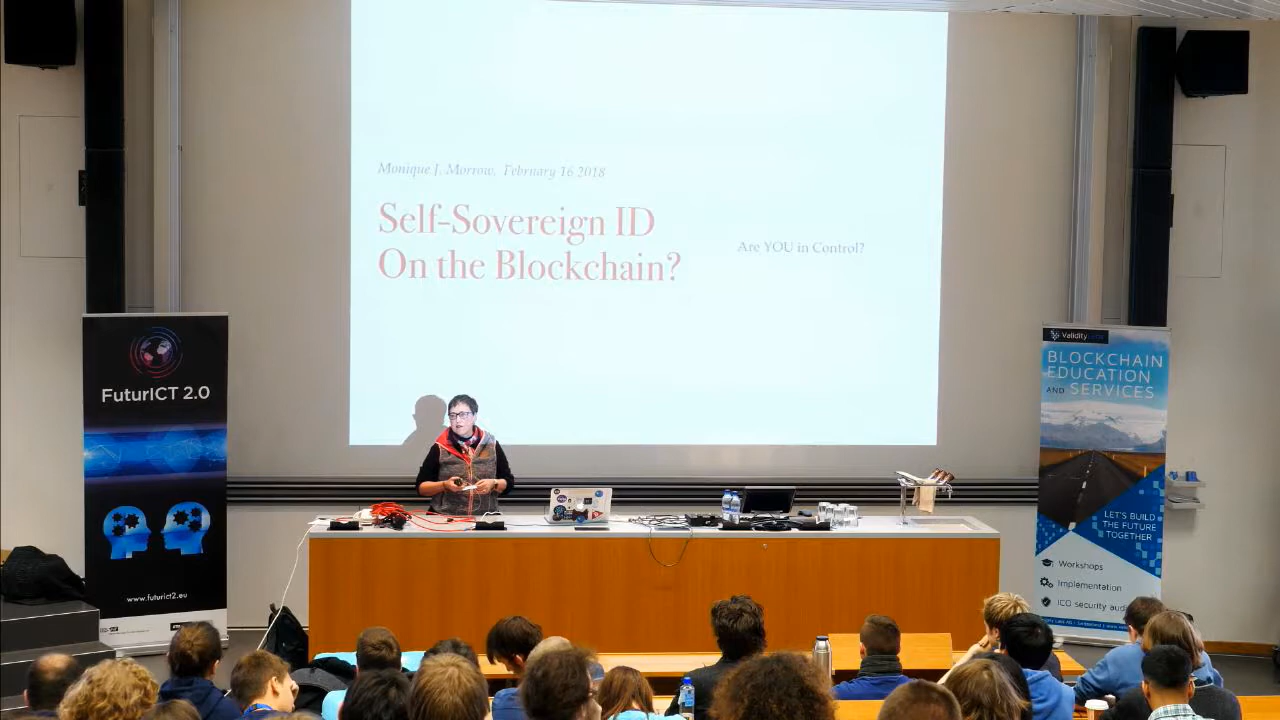 Monique J. Morrow, February 16 2018
Self-Sovereign ID
On the Blockchain?
Are YOU in Control?
FuturICT 2.0
www.futurict2.eu
Validity Labs
BLOCKCHAIN
EDUCATION
AND SERVICES
LET'S BUILD
THE FUTURE
TOGETHER
Workshops
Implementation
ICO security